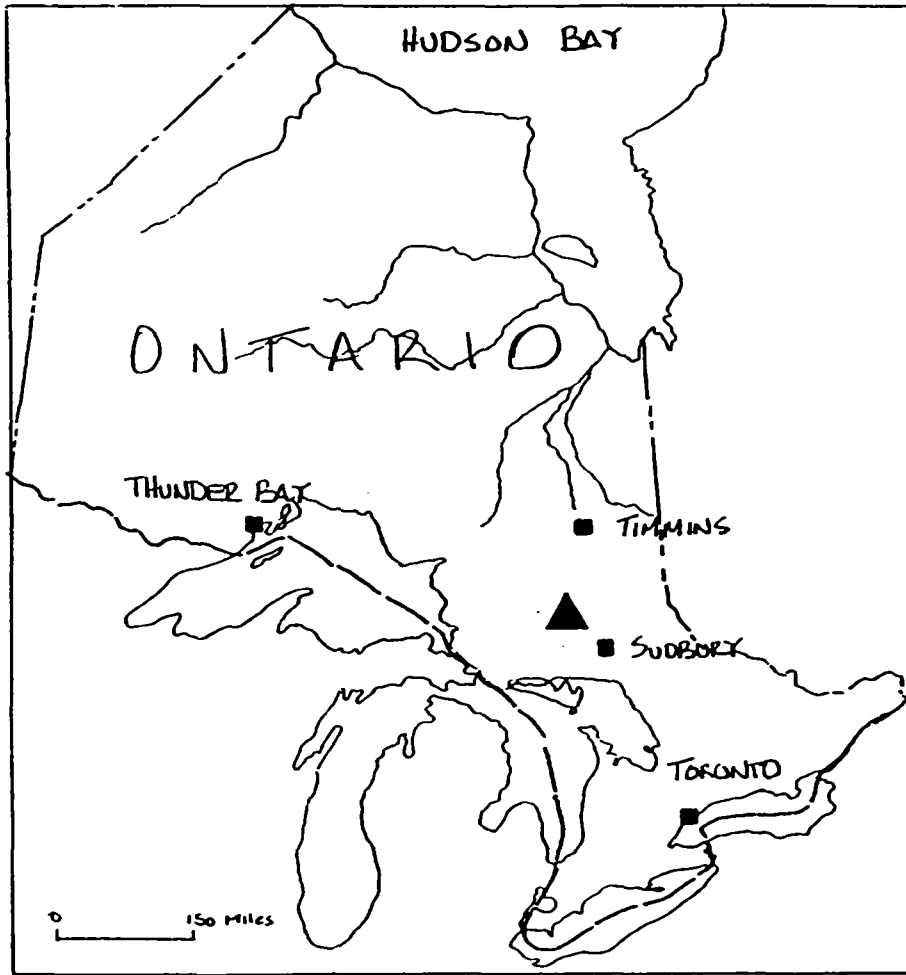 HUDSON BAY
ONTARIO
THUNDER BAY
TIMMINS
SUDBURY
TORONTO
0 150 MILES